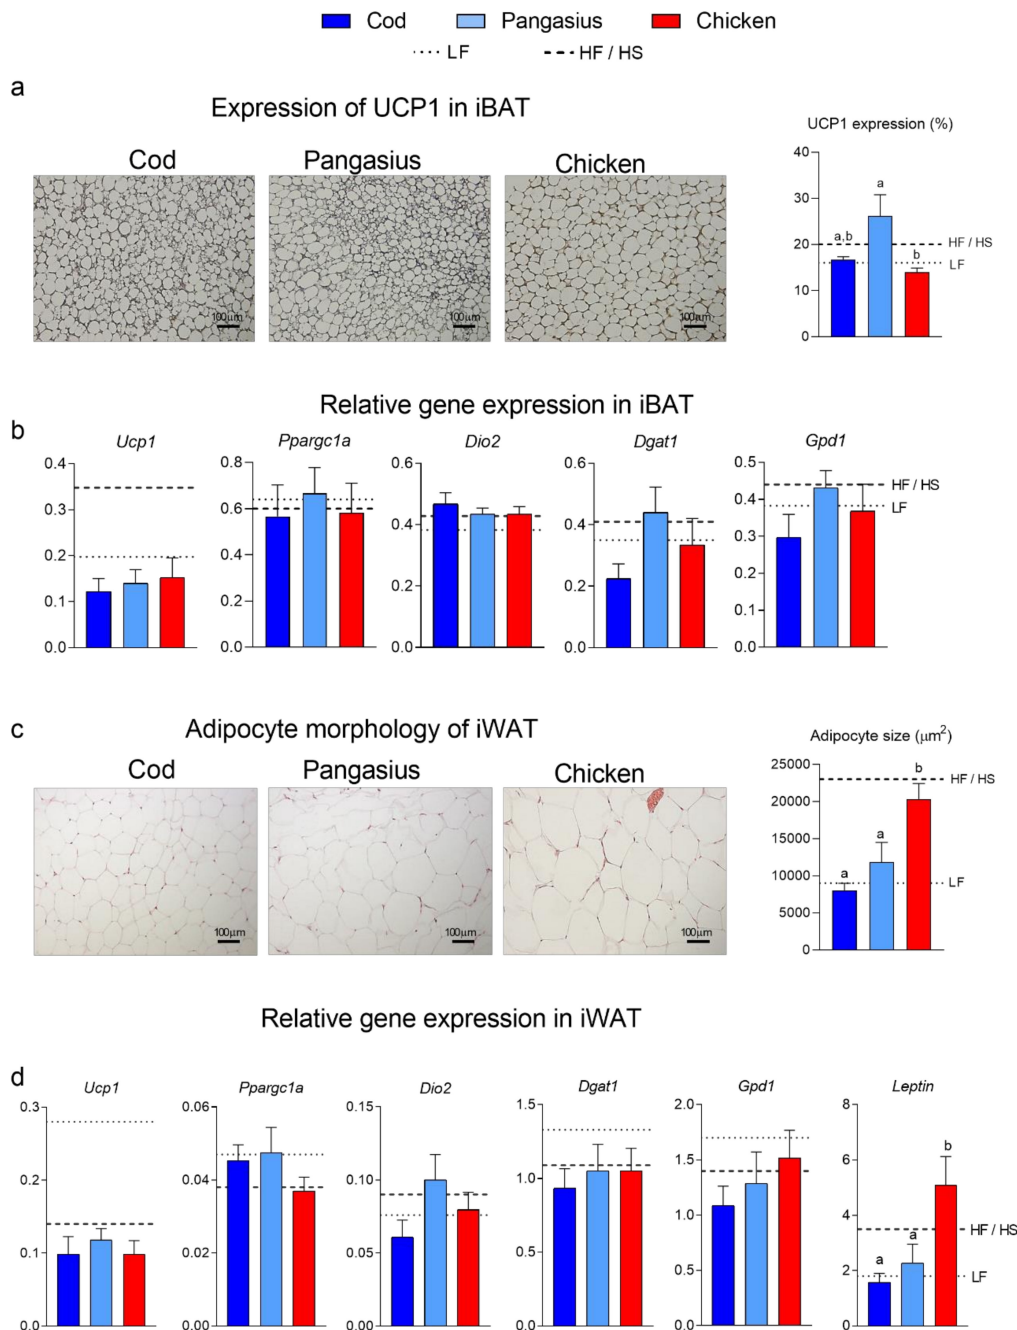 Cod Pangasius Chicken
LF HF / HS
a
Expression of UCP1 in iBAT
Cod Pangasius Chicken
100µm 100µm 100µm
UCP1 expression (%)
40
30
20
10
0
a,b a b
HF / HS
LF
Relative gene expression in iBAT
b
Ucp1 Ppargc1a Dio2 Dgat1 Gpd1
0.4
0.3
0.2
0.1
0.0
0.8
0.6
0.4
0.2
0.0
0.6
0.4
0.2
0.0
0.6
0.4
0.2
0.0
0.5
0.4
0.3
0.2
0.1
0.0
HF / HS
LF
c
Adipocyte morphology of iWAT
Cod Pangasius Chicken
100µm 100µm 100µm
Adipocyte size (µm²)
25000
20000
15000
10000
5000
0
a a b
HF / HS
LF
Relative gene expression in iWAT
d
Ucp1 Ppargc1a Dio2 Dgat1 Gpd1 Leptin
0.3
0.2
0.1
0.0
0.06
0.04
0.02
0.00
0.15
0.10
0.05
0.00
1.5
1.0
0.5
0.0
2.0
1.5
1.0
0.5
0.0
8
6
4
2
0
a a b
HF / HS
LF